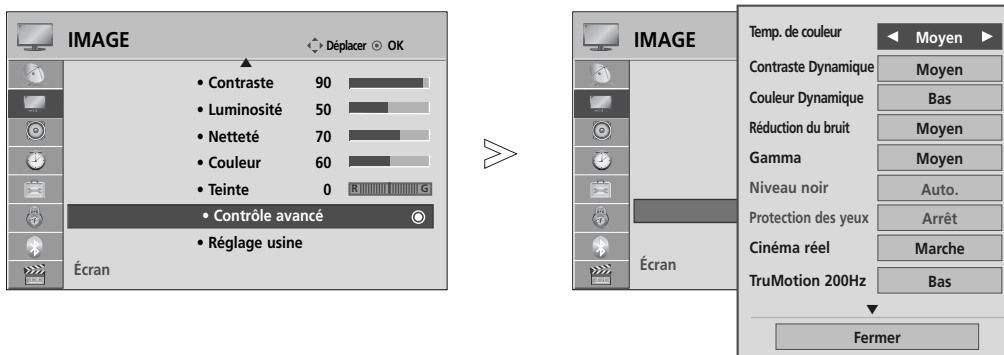 IMAGE
Déplacer OK
• Contraste 90
• Luminosité 50
• Netteté 70
• Couleur 60
• Teinte 0 R G
• Contrôle avancé
• Réglage usine
Écran
IMAGE
Écran
Temp. de couleur Moyen
Contraste Dynamique Moyen
Couleur Dynamique Bas
Réduction du bruit Moyen
Gamma Moyen
Niveau noir Auto.
Protection des yeux Arrêt
Cinéma réel Marche
TruMotion 200Hz Bas
Fermer